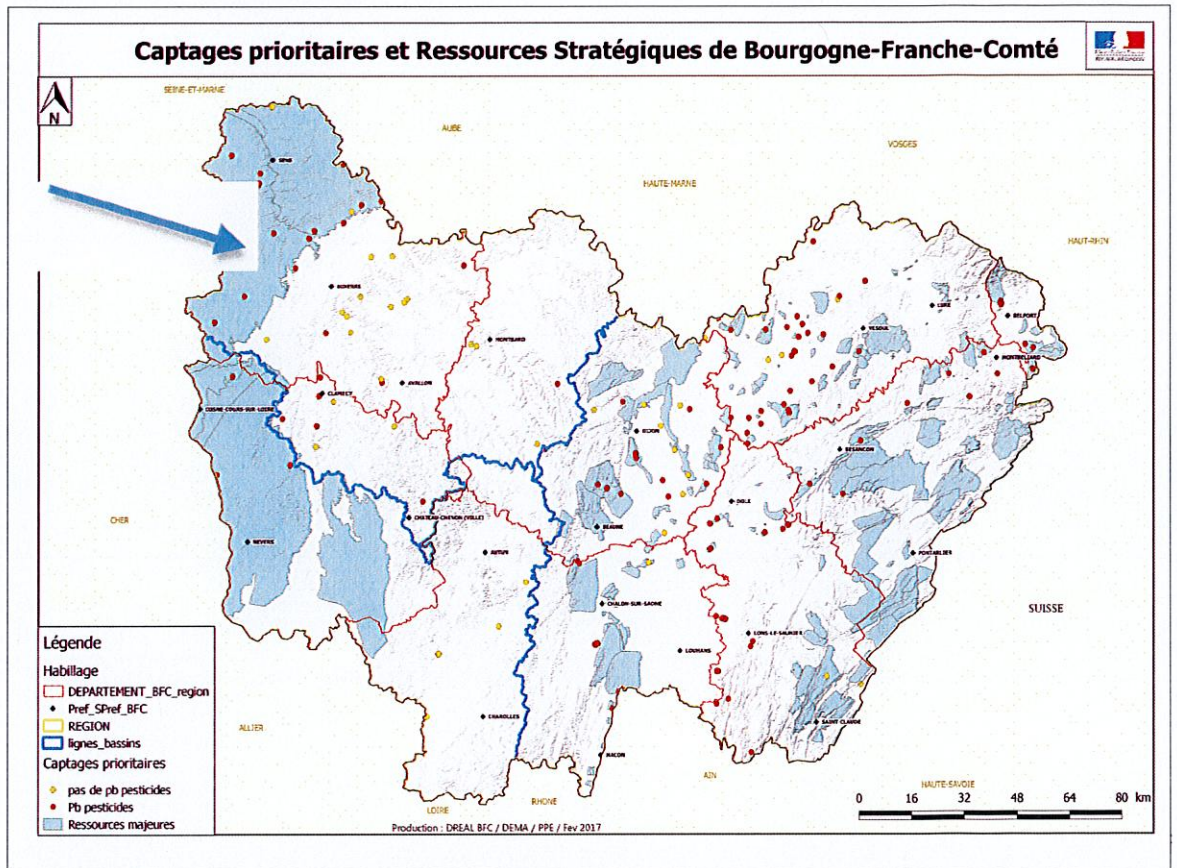 Captages prioritaires et Ressources Stratégiques de Bourgogne-Franche-Comté
N
SEINE-ET-MARNE
AUBE
VOSGES
HAUTE-MARNE
HAUT-RHIN
SENS
AUXERRE
MONTBARD
LURE
BELFORT
VESOUL
MONTBELIARD
AVALLON
CLAMECY
COSNE-COURS-SUR-LOIRE
DIJON
BESANCON
DOLE
CHER
CHATEAU-CHINON (VILLE)
BEAUNE
NEVERS
AUTUN
PONTARLIER
CHALON-SUR-SAONE
SUISSE
LONS-LE-SAUNIER
LOUHANS
CHAROLLES
SAINT CLAUDE
ALLIER
MACON
AIN
HAUTE-SAVOIE
LOIRE
RHONE
Légende
Habillage
DEPARTEMENT_BFC_region
Pref_SPref_BFC
REGION
lignes_bassins
Captages prioritaires
pas de pb pesticides
Pb pesticides
Ressources majeures
0 16 32 48 64 80 km
Production : DREAL BFC / DEMA / PPE / Fev 2017